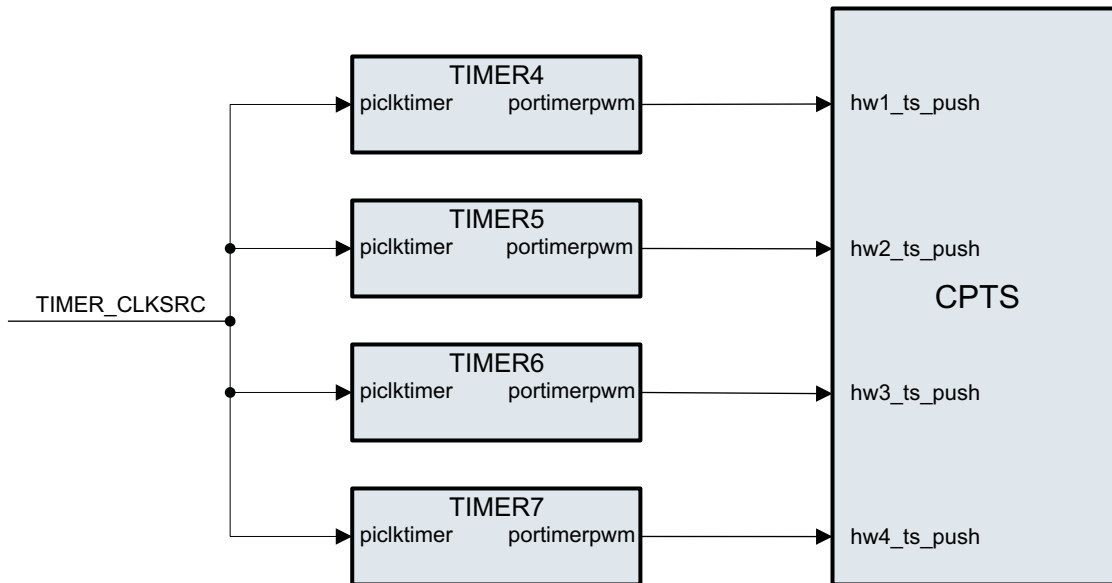 TIMER4
piclktimer portimerpwm
hw1_ts_push
TIMER5
piclktimer portimerpwm
hw2_ts_push
CPTS
TIMER_CLKSRC
TIMER6
piclktimer portimerpwm
hw3_ts_push
TIMER7
piclktimer portimerpwm
hw4_ts_push